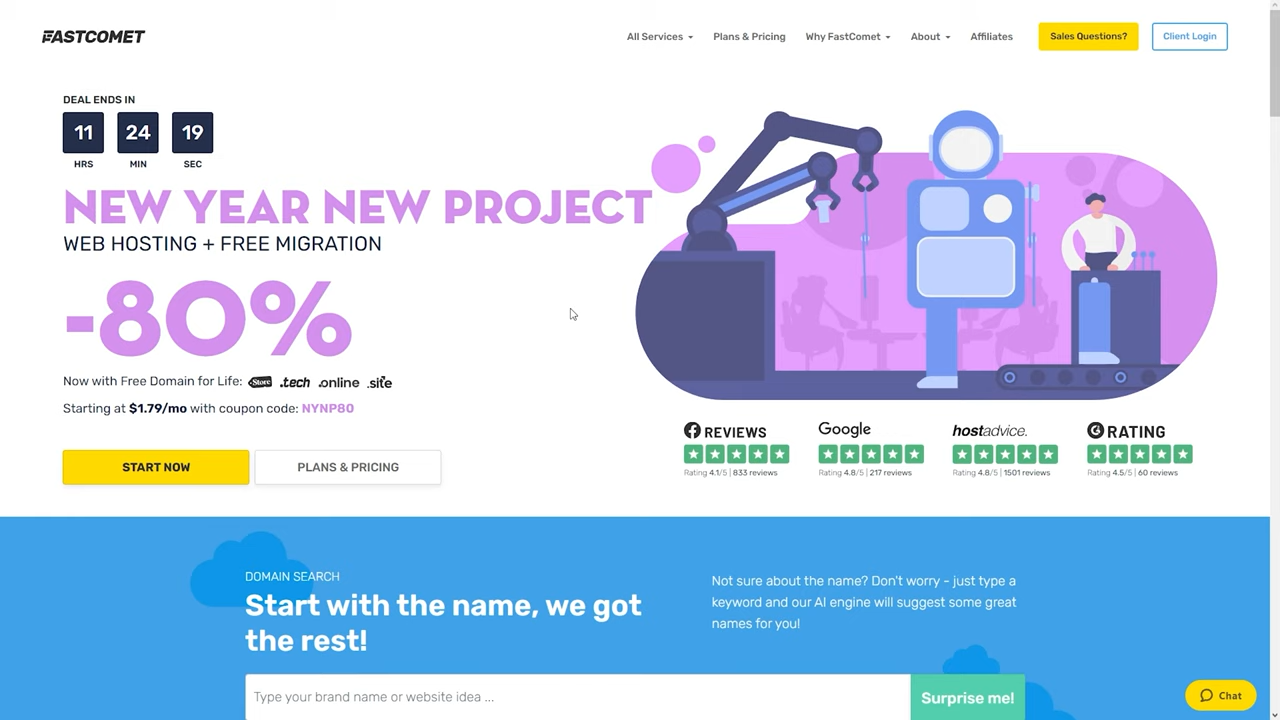 FASTCOMET
All Services
Plans & Pricing
Why FastComet
About
Affiliates
Sales Questions?
Client Login
DEAL ENDS IN
11 24 19
HRS MIN SEC
NEW YEAR NEW PROJECT
WEB HOSTING + FREE MIGRATION
-80%
Now with Free Domain for Life: Store .tech .online .site
Starting at $1.79/mo with coupon code: NYNP80
START NOW
PLANS & PRICING
REVIEWS
Rating 4.1/5 | 833 reviews
Google
Rating 4.8/5 | 217 reviews
hostadvice.
Rating 4.8/5 | 1501 reviews
G RATING
Rating 4.5/5 | 60 reviews
DOMAIN SEARCH
Start with the name, we got
the rest!
Not sure about the name? Don't worry - just type a
keyword and our AI engine will suggest some great
names for you!
Type your brand name or website idea ...
Surprise me!
Chat